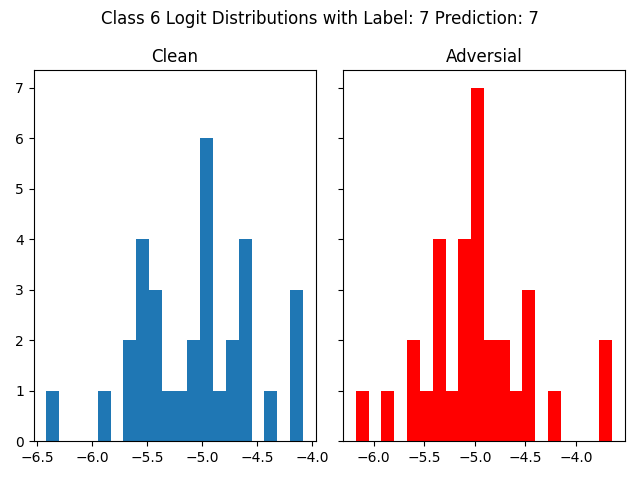 Class 6 Logit Distributions with Label: 7 Prediction: 7
Clean
Adversial
7
6
5
4
3
2
1
0
−6.5 −6.0 −5.5 −5.0 −4.5 −4.0
−6.0 −5.5 −5.0 −4.5 −4.0